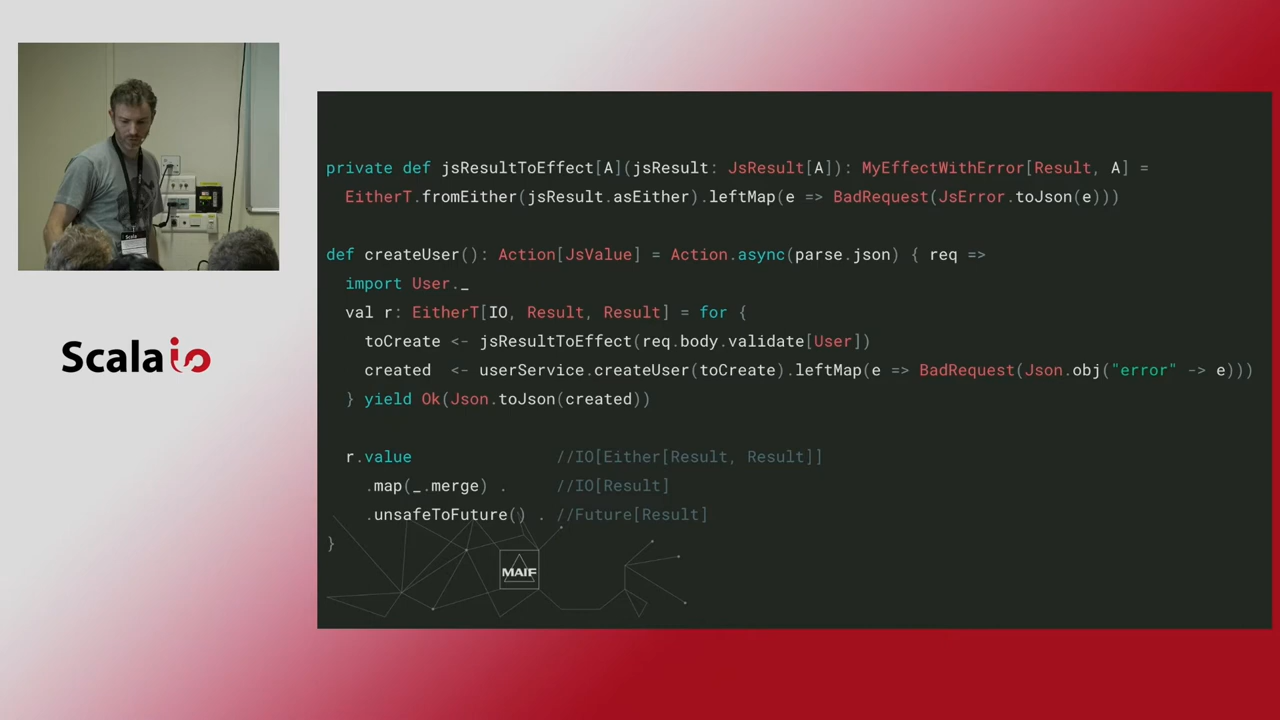 private def jsResultToEffect[A](jsResult: JsResult[A]): MyEffectWithError[Result, A] =
EitherT.fromEither(jsResult.asEither).leftMap(e => BadRequest(JsError.toJson(e)))
def createUser(): Action[JsValue] = Action.async(parse.json) { req =>
import User._
val r: EitherT[IO, Result, Result] = for {
toCreate <- jsResultToEffect(req.body.validate[User])
created <- userService.createUser(toCreate).leftMap(e => BadRequest(Json.obj("error" -> e)))
} yield Ok(Json.toJson(created))
r.value //IO[Either[Result, Result]]
.map(_.merge) . //IO[Result]
.unsafeToFuture() . //Future[Result]
}
MAIF
Scala io
Scala